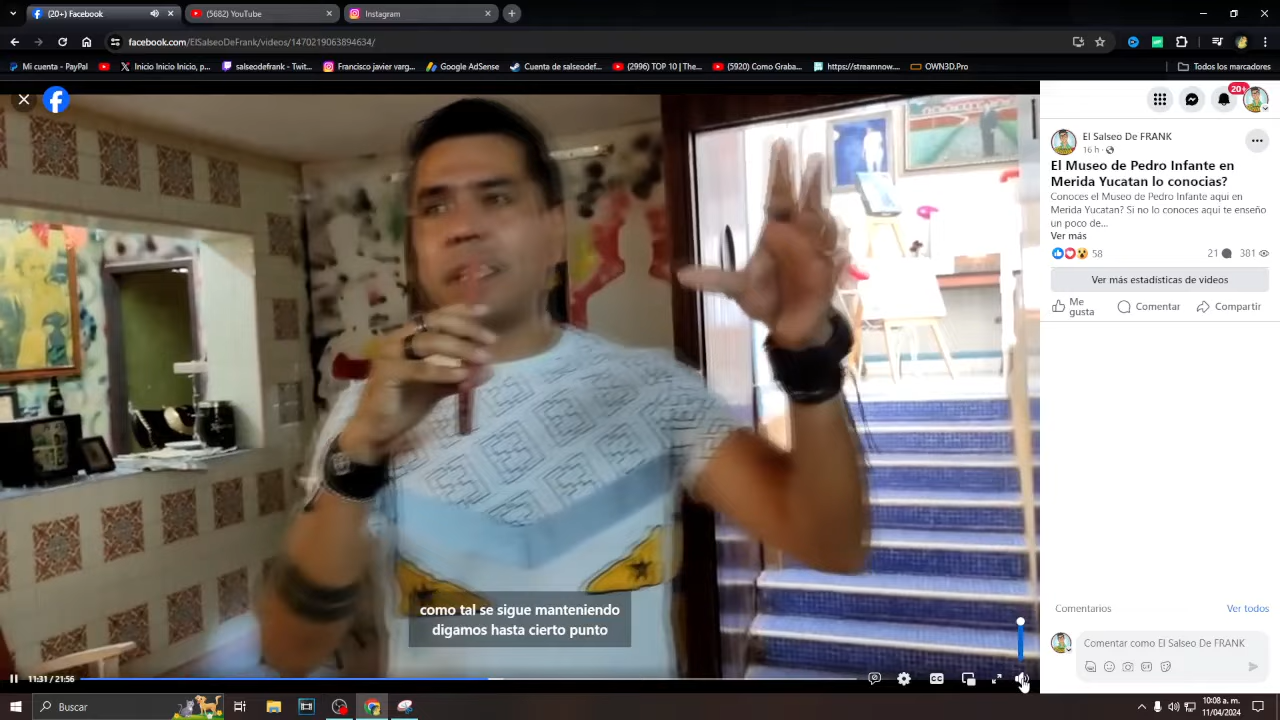 (20+) Facebook
(5682) YouTube
Instagram
facebook.com/ElSalseoDeFrank/videos/1470219063894634/
Mi cuenta - PayPal
Inicio Inicio Inicio, p...
salseodefrank - Twit...
Francisco javier varg...
Google AdSense
Cuenta de salseodef...
(2996) TOP 10 | The...
(5920) Como Graba...
https://streamnow...
OWN3D.Pro
Todos los marcadores
20+
El Salseo De FRANK
16 h ·
El Museo de Pedro Infante en
Merida Yucatan lo conocias?
Conoces el Museo de Pedro Infante aquí en
Merida Yucatan? Si no lo conoces aqui te enseño
un poco de...
Ver más
58
21
381
Ver más estadísticas de videos
Me
gusta
Comentar
Compartir
como tal se sigue manteniendo
digamos hasta cierto punto
Comentarios
Ver todos
Comentar como El Salseo De FRANK
GIF
11:31 / 21:56
CC
Buscar
10:08 a. m.
11/04/2024